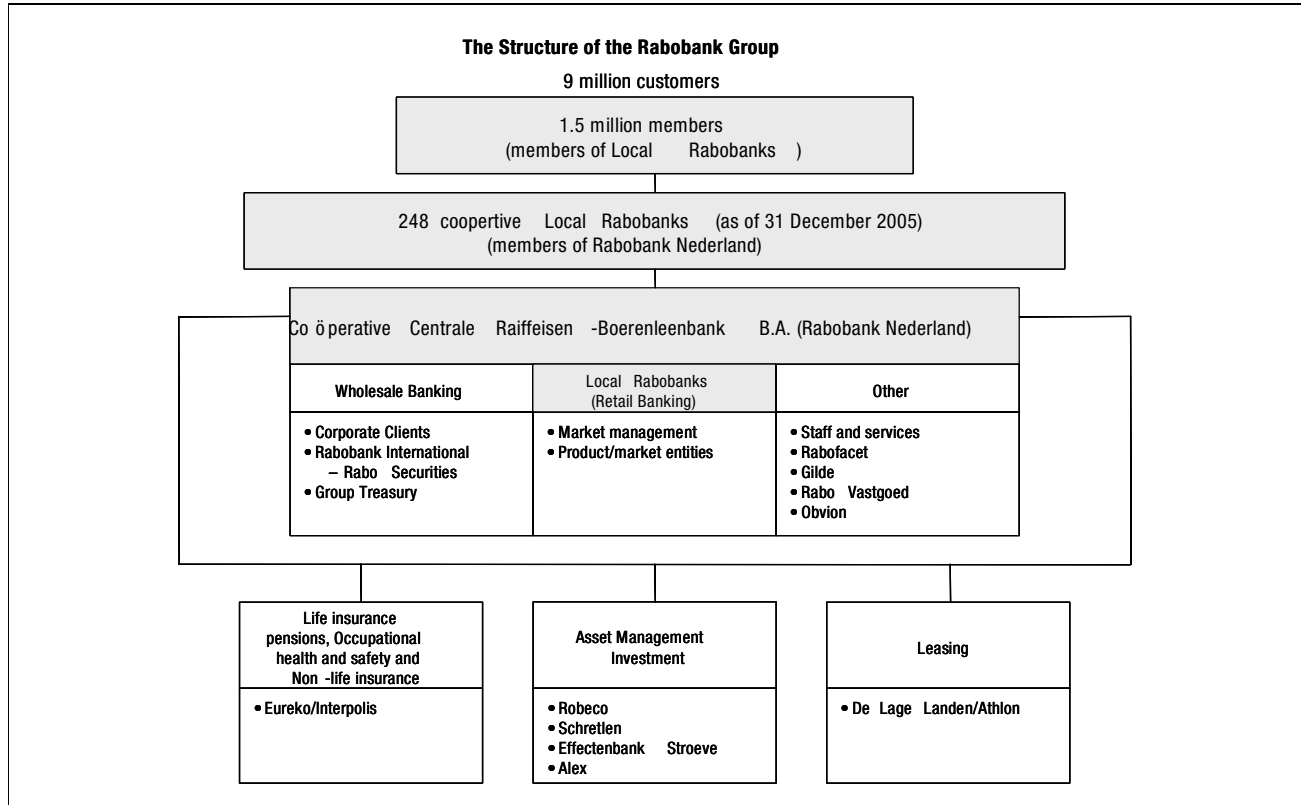 The Structure of the Rabobank Group
9 million customers
1.5 million members
(members of Local Rabobanks )
248 coopertive Local Rabobanks (as of 31 December 2005)
(members of Rabobank Nederland)
Co ö perative Centrale Raiffeisen -Boerenleenbank B.A. (Rabobank Nederland)
Wholesale Banking
• Corporate Clients
• Rabobank International
– Rabo Securities
• Group Treasury
Local Rabobanks
(Retail Banking)
• Market management
• Product/market entities
Other
• Staff and services
• Rabofacet
• Gilde
• Rabo Vastgoed
• Obvion
Life insurance
pensions, Occupational
health and safety and
Non -life insurance
• Eureko/Interpolis
Asset Management
Investment
• Robeco
• Schretlen
• Effectenbank Stroeve
• Alex
Leasing
• De Lage Landen/Athlon